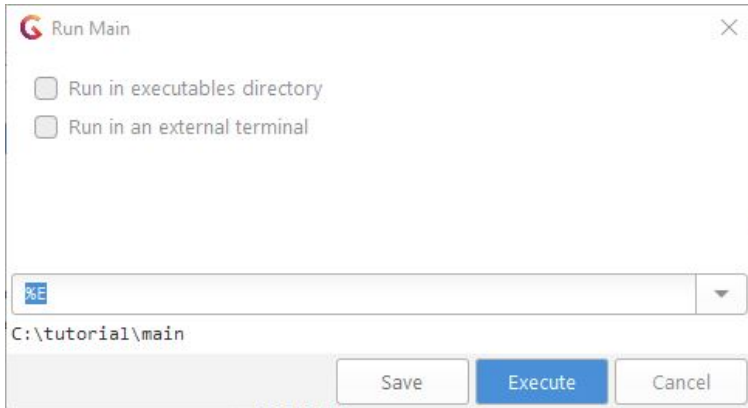 Run Main
Run in executables directory
Run in an external terminal
%E
C:\tutorial\main
Save Execute Cancel